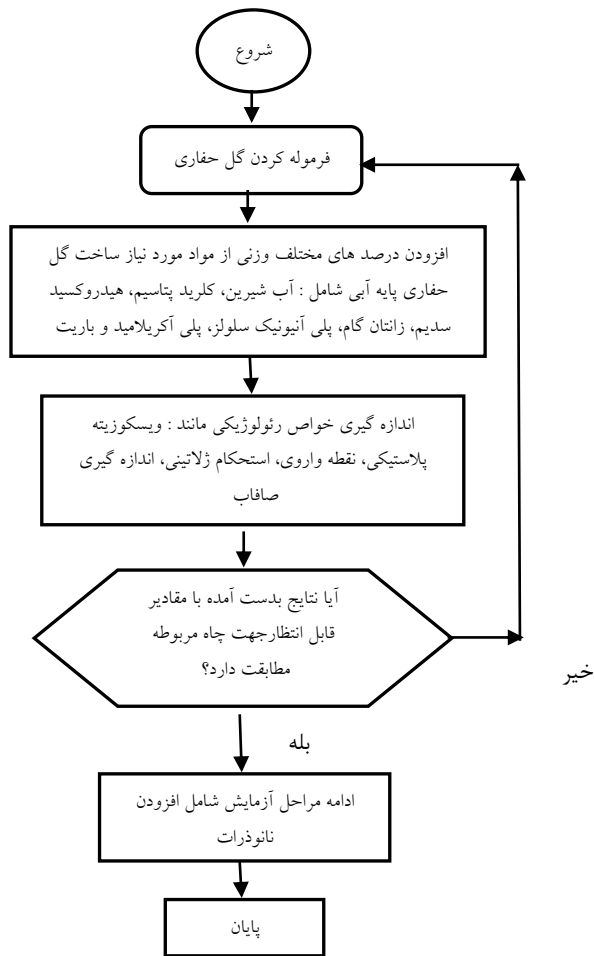 شروع
فرموله کردن گل حفاری
افزودن درصد های مختلف وزنی از مواد مورد نیاز ساخت گل
حفاری پایه آبی شامل : آب شیرین، کلرید پتاسیم، هیدروکسید
سدیم، زانتان گام، پلی آنیونیک سلولز، پلی آکریلامید و باریت
اندازه گیری خواص رئولوژیکی مانند : ویسکوزیته
پلاستیکی، نقطه واروی، استحکام ژلاتینی، اندازه گیری
صافاب
آیا نتایج بدست آمده با مقادیر
قابل انتظارجهت چاه مربوطه
مطابقت دارد؟
خیر
بله
ادامه مراحل آزمایش شامل افزودن
نانوذرات
پایان